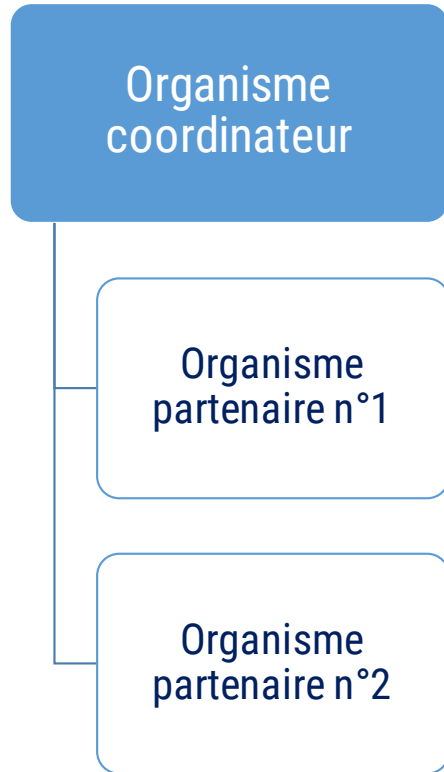 Organisme
coordinateur
Organisme
partenaire n°1
Organisme
partenaire n°2